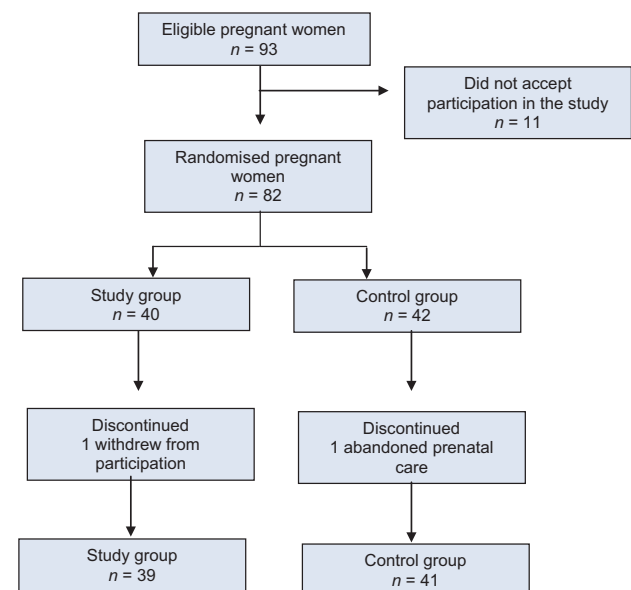 Eligible pregnant women
n = 93
Did not accept
participation in the study
n = 11
Randomised pregnant
women
n = 82
Study group
n = 40
Control group
n = 42
Discontinued
1 withdrew from
participation
Discontinued
1 abandoned prenatal
care
Study group
n = 39
Control group
n = 41